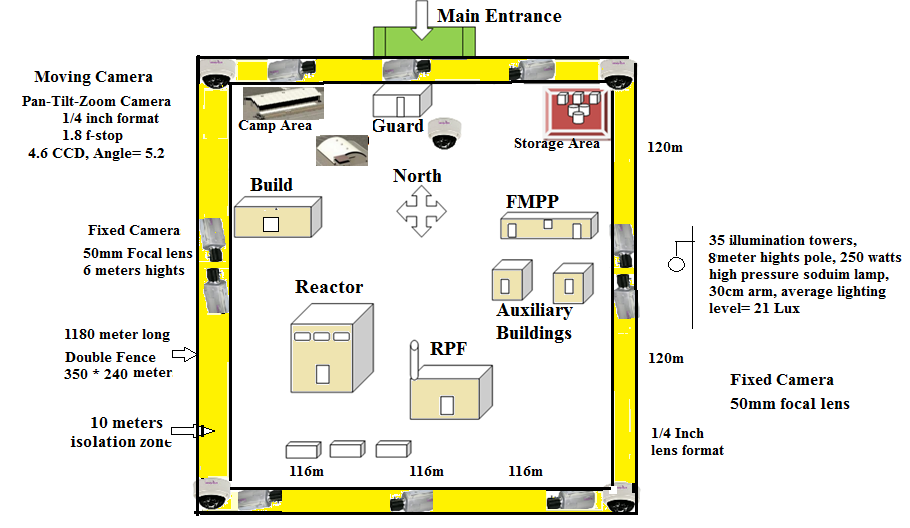 Main Entrance
Moving Camera
Pan-Tilt-Zoom Camera
1/4 inch format
1.8 f-stop
4.6 CCD, Angle= 5.2
Camp Area
Guard
Storage Area
120m
North
Build
FMPP
Fixed Camera
50mm Focal lens
6 meters hights
35 illumination towers,
8meter hights pole, 250 watts
high pressure soduim lamp,
30cm arm, average lighting
level= 21 Lux
Reactor
Auxiliary
Buildings
1180 meter long
Double Fence
350 * 240 meter
RPF
120m
Fixed Camera
50mm focal lens
10 meters
isolation zone
1/4 Inch
lens format
116m
116m
116m